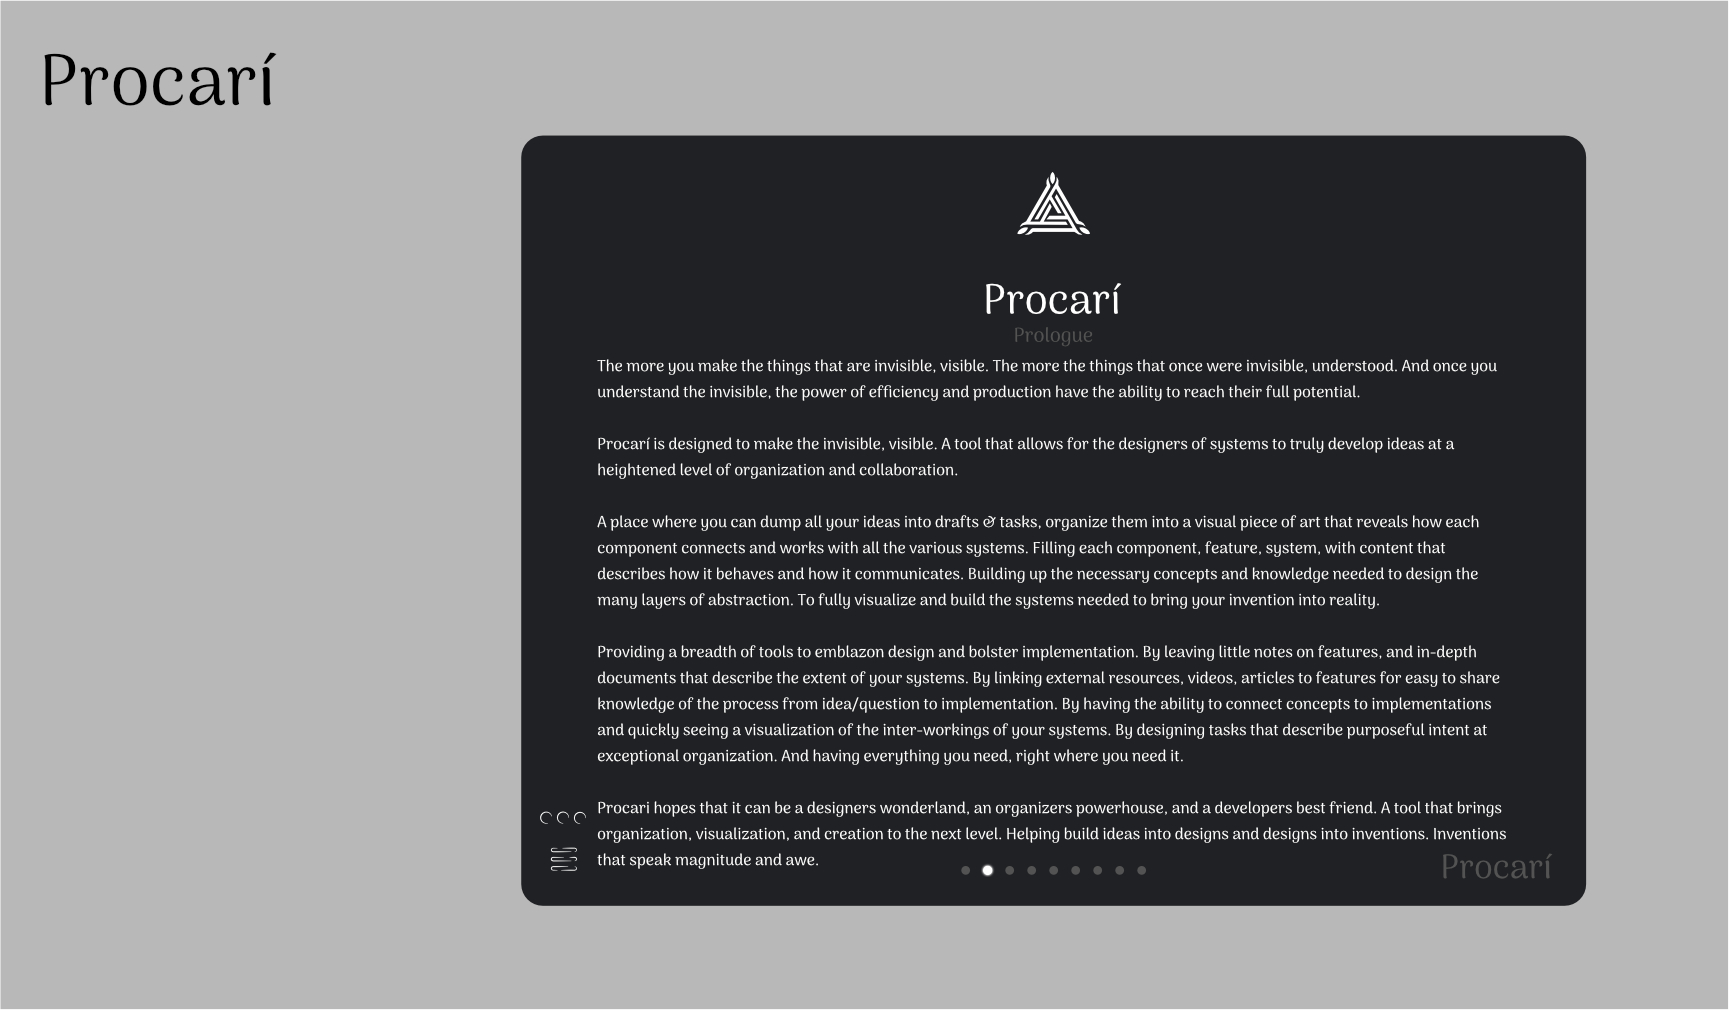 Procarí
Procarí
Prologue
The more you make the things that are invisible, visible. The more the things that once were invisible, understood. And once you
understand the invisible, the power of efficiency and production have the ability to reach their full potential.
Procarí is designed to make the invisible, visible. A tool that allows for the designers of systems to truly develop ideas at a
heightened level of organization and collaboration.
A place where you can dump all your ideas into drafts & tasks, organize them into a visual piece of art that reveals how each
component connects and works with all the various systems. Filling each component, feature, system, with content that
describes how it behaves and how it communicates. Building up the necessary concepts and knowledge needed to design the
many layers of abstraction. To fully visualize and build the systems needed to bring your invention into reality.
Providing a breadth of tools to emblazon design and bolster implementation. By leaving little notes on features, and in-depth
documents that describe the extent of your systems. By linking external resources, videos, articles to features for easy to share
knowledge of the process from idea/question to implementation. By having the ability to connect concepts to implementations
and quickly seeing a visualization of the inter-workings of your systems. By designing tasks that describe purposeful intent at
exceptional organization. And having everything you need, right where you need it.
Procari hopes that it can be a designers wonderland, an organizers powerhouse, and a developers best friend. A tool that brings
organization, visualization, and creation to the next level. Helping build ideas into designs and designs into inventions. Inventions
that speak magnitude and awe.
Procarí